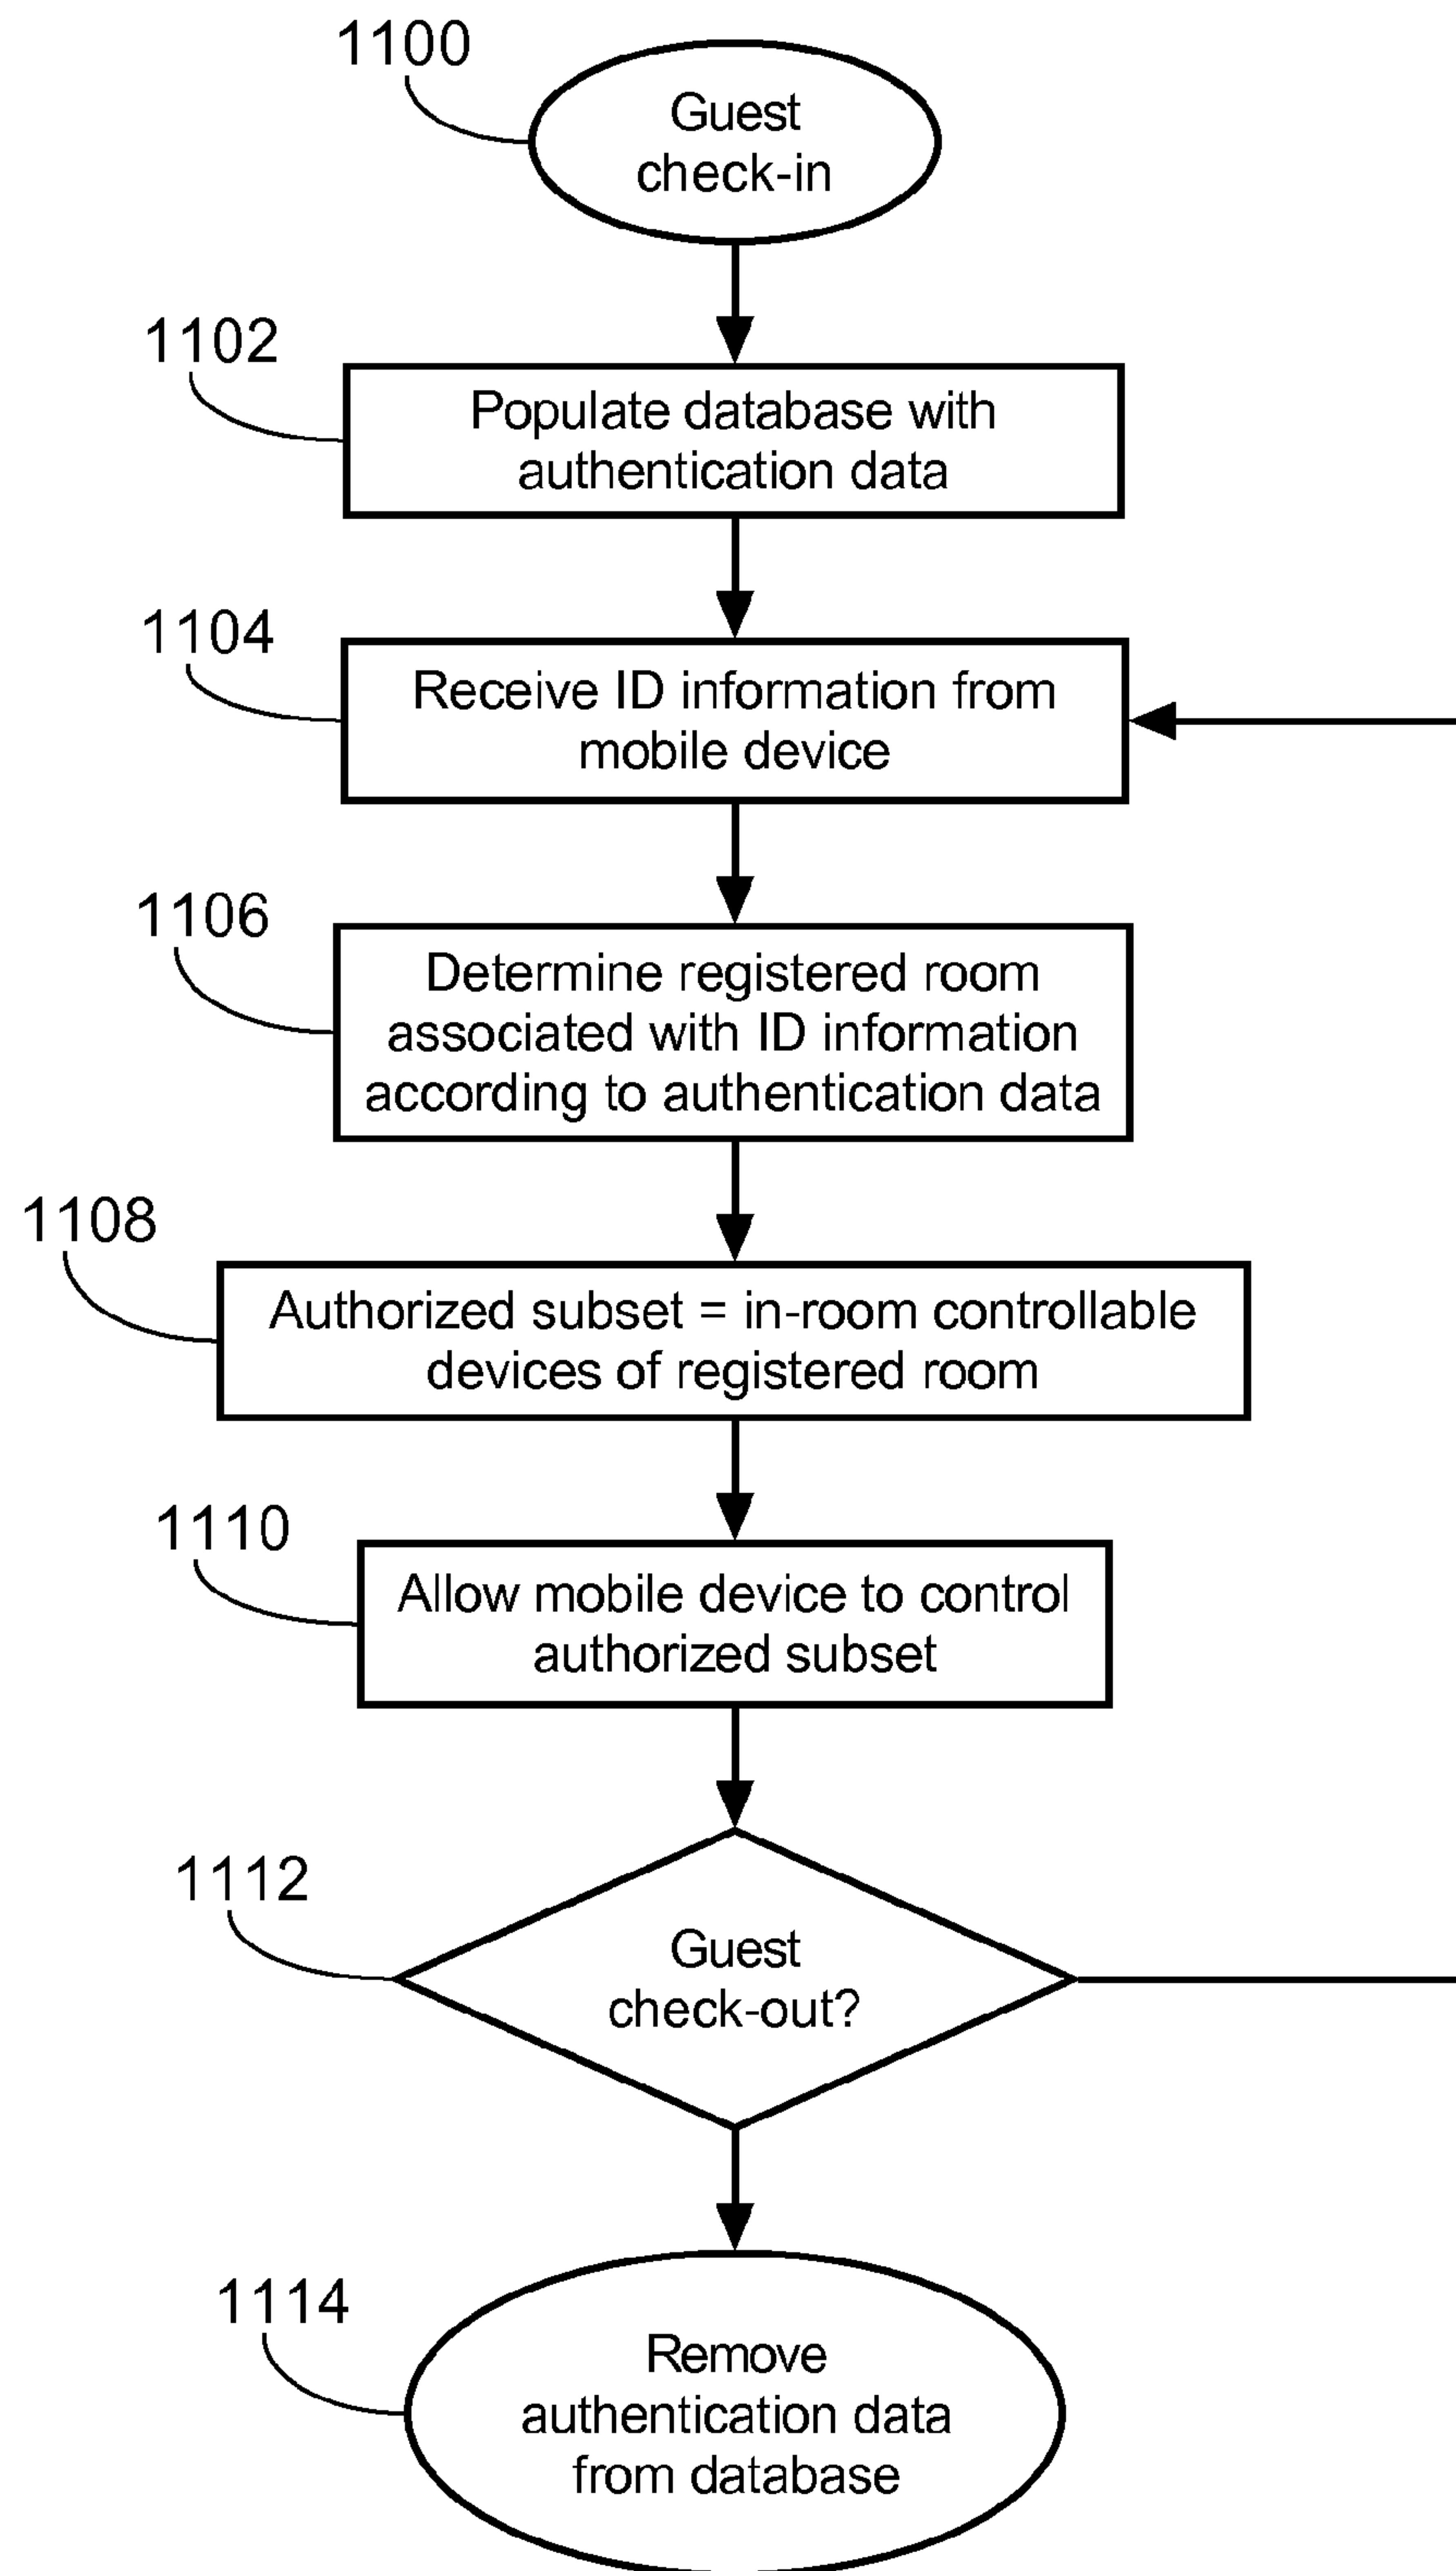 1100
Guest
check-in
1102
Populate database with
authentication data
1104
Receive ID information from
mobile device
1106
Determine registered room
associated with ID information
according to authentication data
1108
Authorized subset = in-room controllable
devices of registered room
1110
Allow mobile device to control
authorized subset
1112
Guest
check-out?
1114
Remove
authentication data
from database